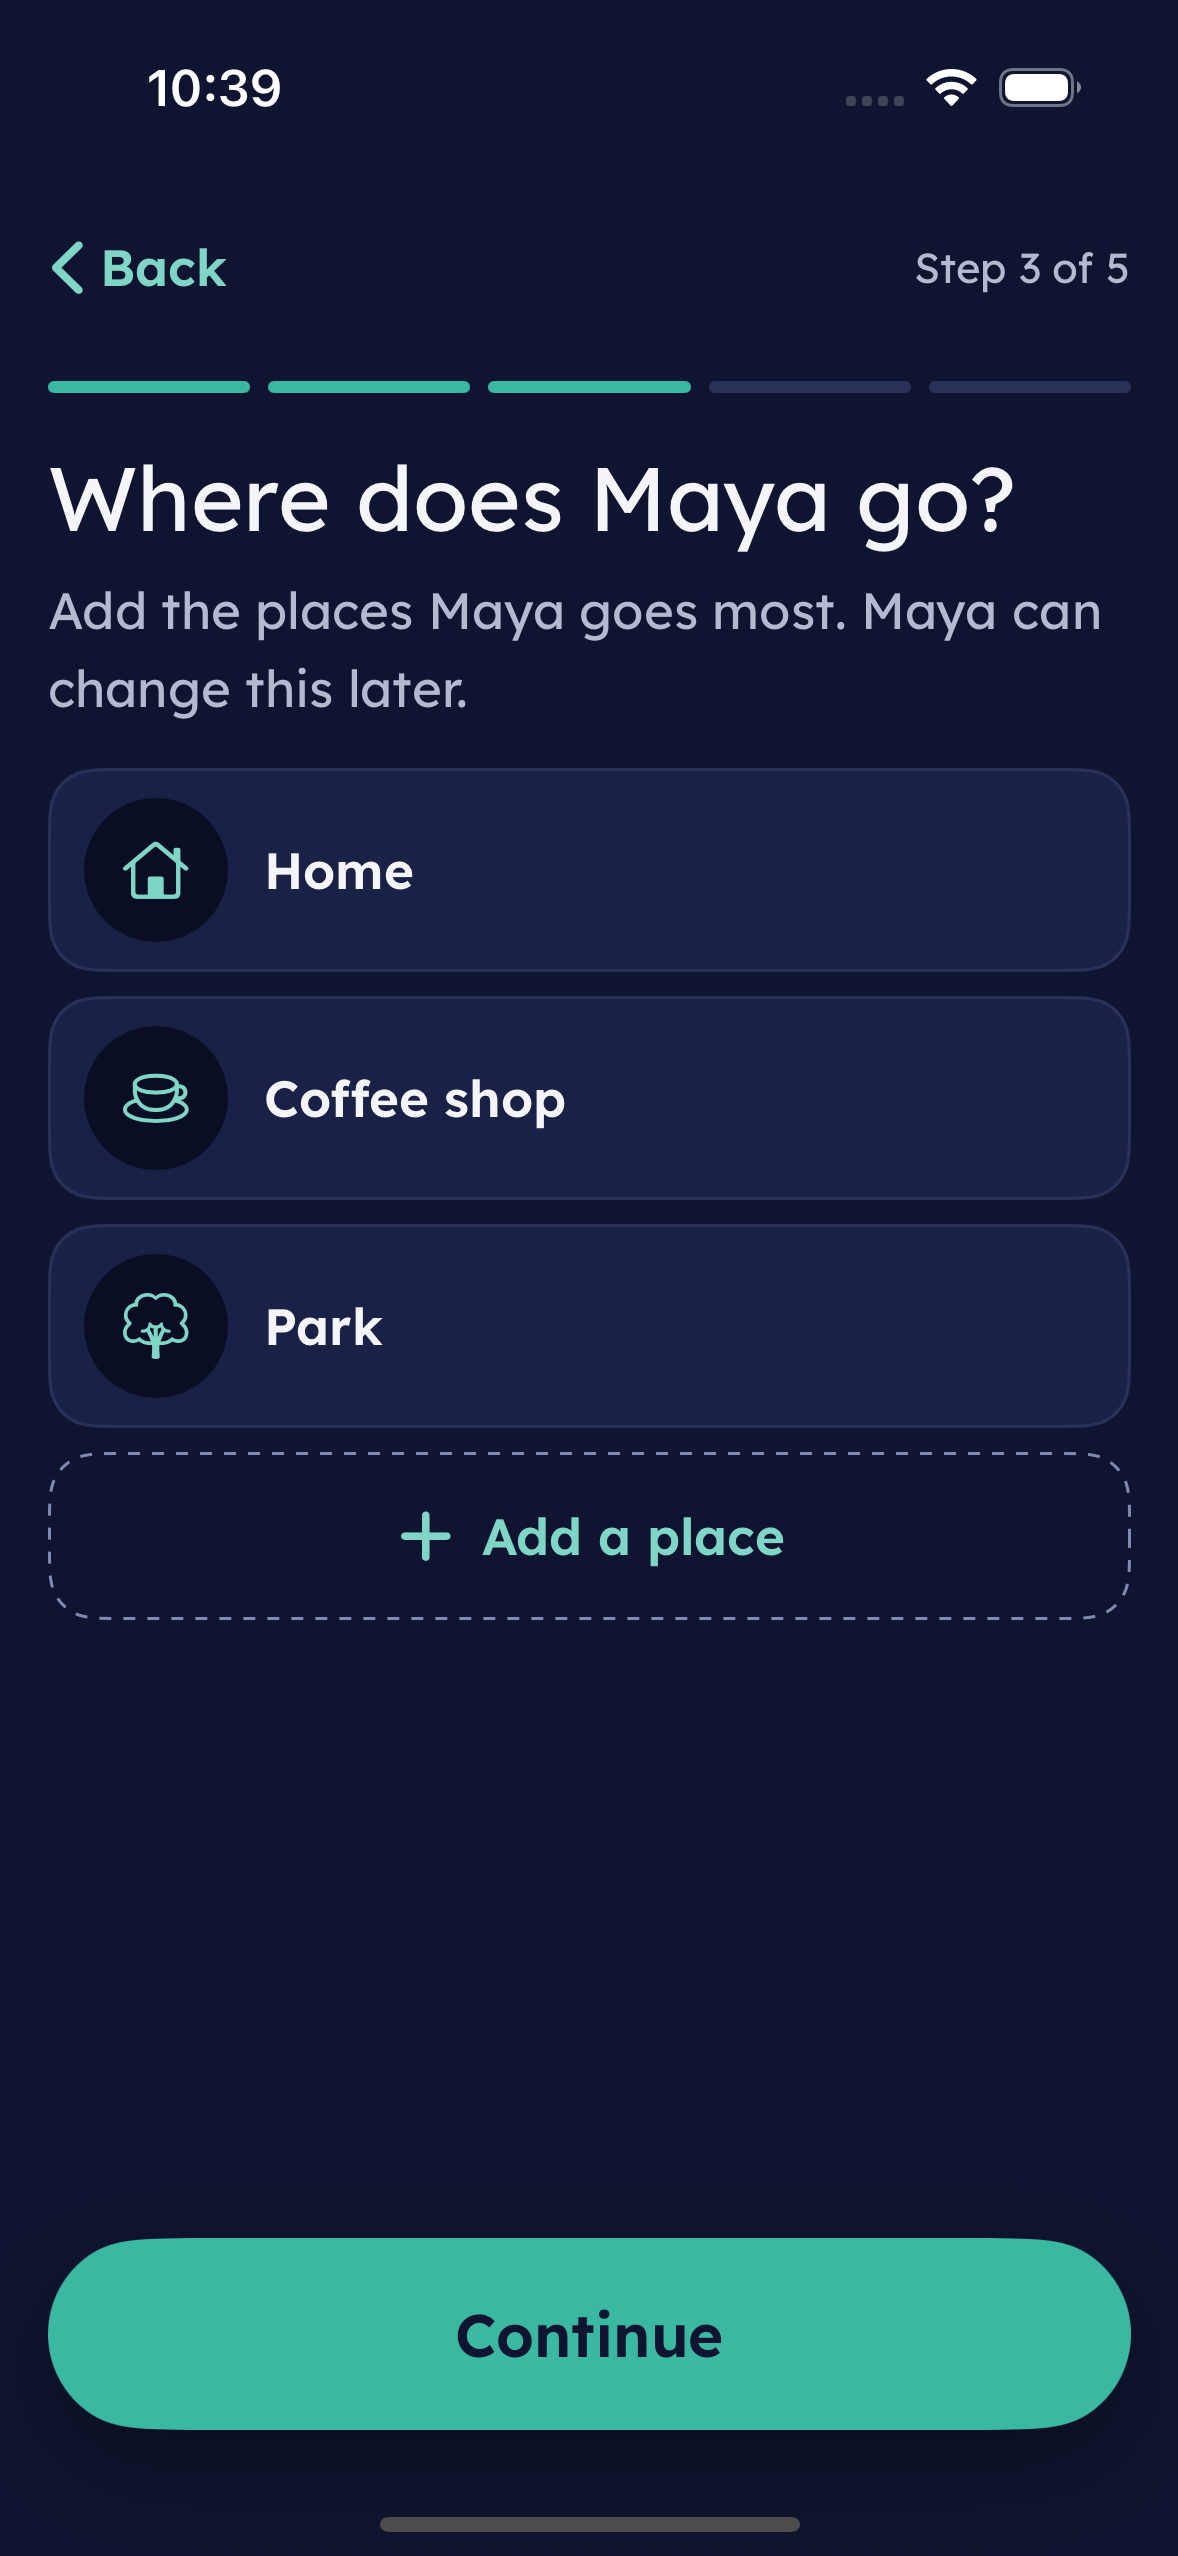 10:39
Back
Step 3 of 5
Where does Maya go?
Add the places Maya goes most. Maya can
change this later.
Home
Coffee shop
Park
Add a place
Continue